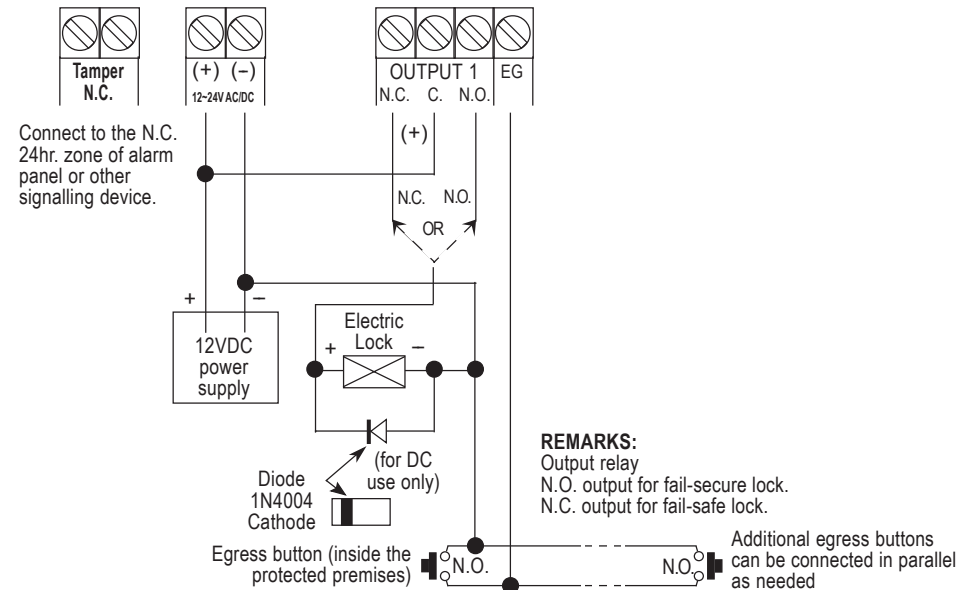 Tamper
N.C.
(+) (−)
12~24V AC/DC
OUTPUT 1
N.C. C. N.O.
EG
(+)
Connect to the N.C.
24hr. zone of alarm
panel or other
signalling device.
N.C. N.O.
OR
+ −
12VDC
power
supply
Electric
Lock
+ −
(for DC
use only)
Diode
1N4004
Cathode
REMARKS:
Output relay
N.O. output for fail-secure lock.
N.C. output for fail-safe lock.
Egress button (inside the
protected premises)
N.O.
N.O.
Additional egress buttons
can be connected in parallel
as needed